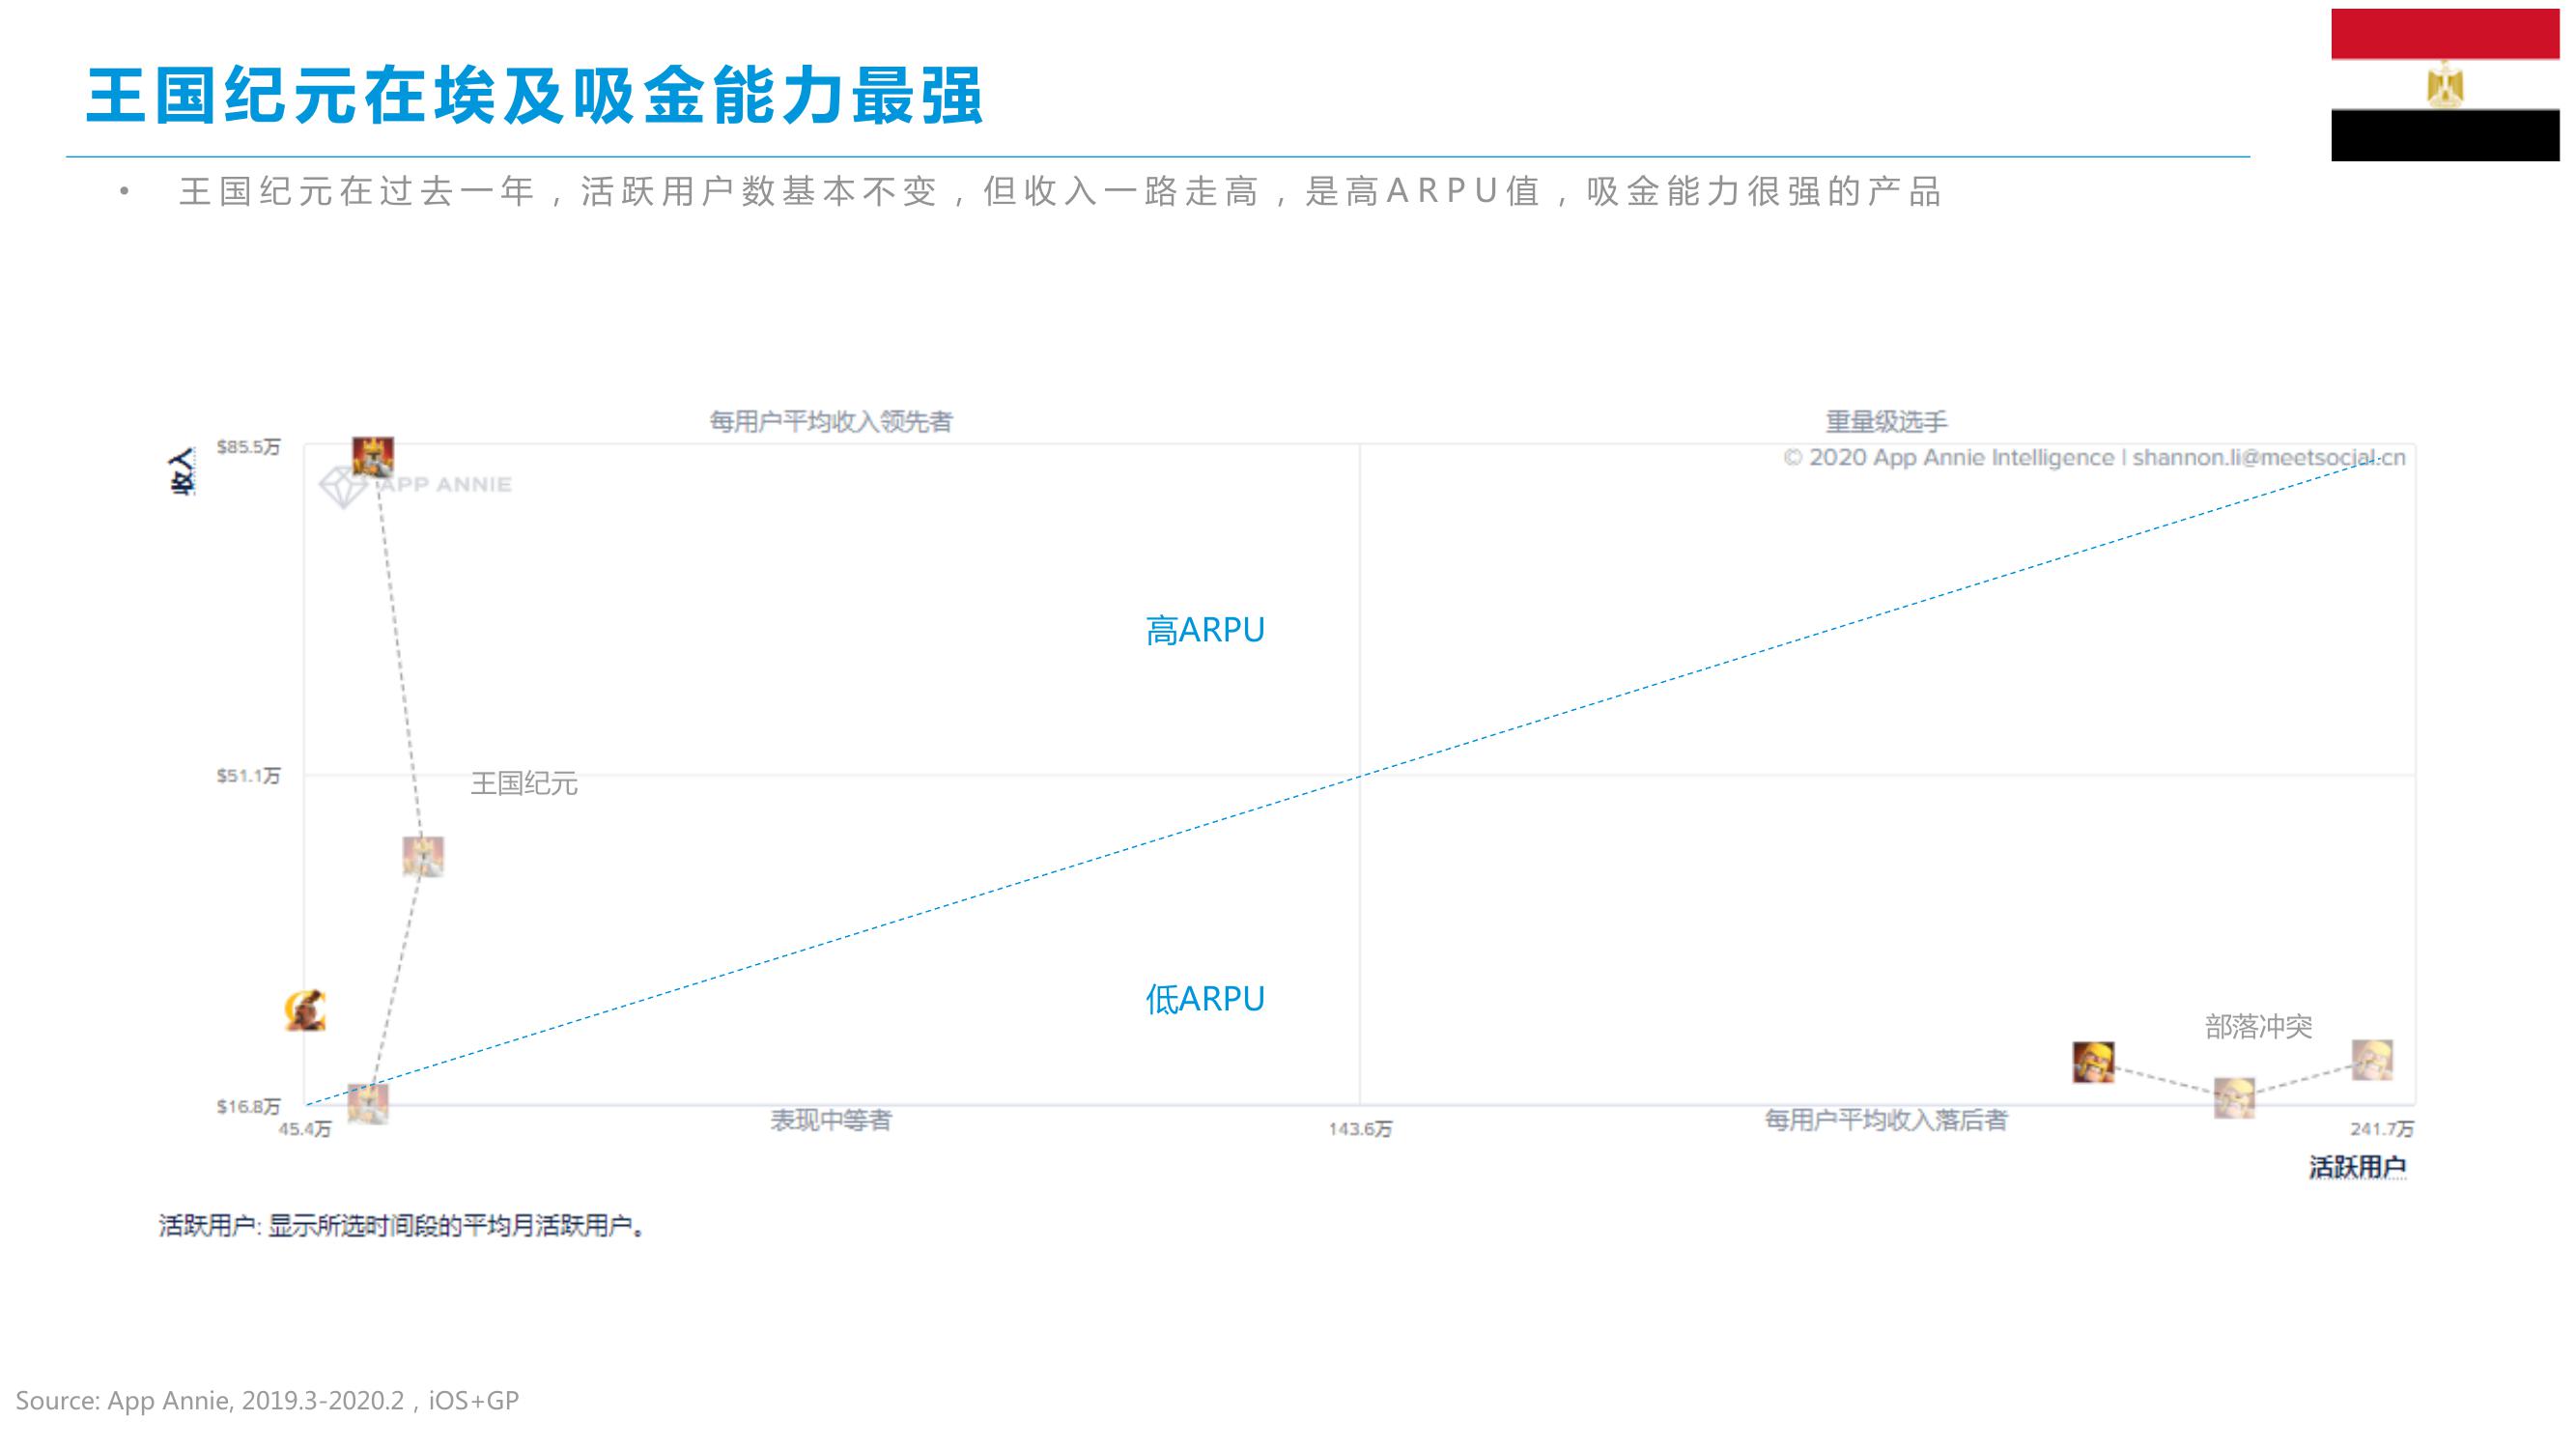 王国纪元在埃及吸金能力最强
• 王国纪元在过去一年，活跃用户数基本不变，但收入一路走高，是高ARPU值，吸金能力很强的产品
每用户平均收入领先者
重量级选手
收入
$85.5万
© 2020 App Annie Intelligence | shannon.li@meetsocial.cn
APP ANNIE
高ARPU
$51.1万
王国纪元
低ARPU
部落冲突
$16.8万
表现中等者
每用户平均收入落后者
45.4万
143.6万
241.7万
活跃用户
活跃用户: 显示所选时间段的平均月活跃用户。
Source: App Annie, 2019.3-2020.2，iOS+GP